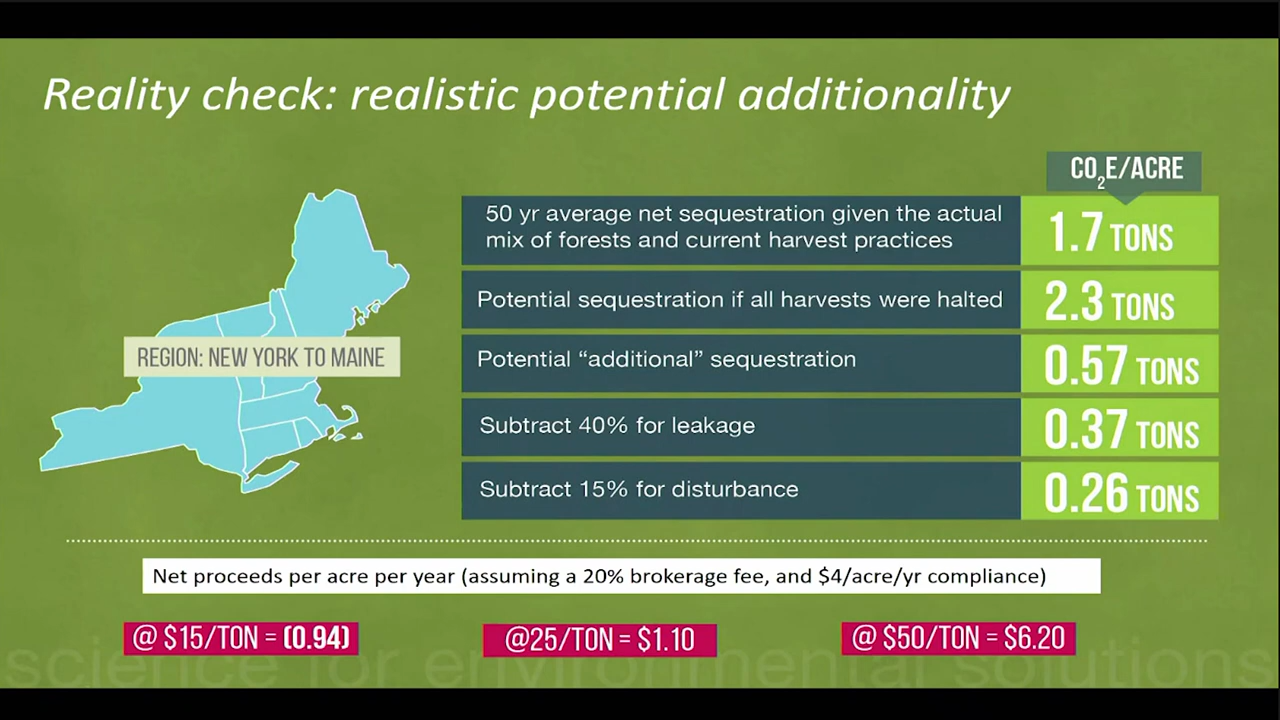 Reality check: realistic potential additionality
CO2E/ACRE
50 yr average net sequestration given the actual
mix of forests and current harvest practices
1.7 TONS
Potential sequestration if all harvests were halted
2.3 TONS
REGION: NEW YORK TO MAINE
Potential “additional” sequestration
0.57 TONS
Subtract 40% for leakage
0.37 TONS
Subtract 15% for disturbance
0.26 TONS
Net proceeds per acre per year (assuming a 20% brokerage fee, and $4/acre/yr compliance)
@ $15/TON = (0.94)
@25/TON = $1.10
@ $50/TON = $6.20
science for environmental solutions